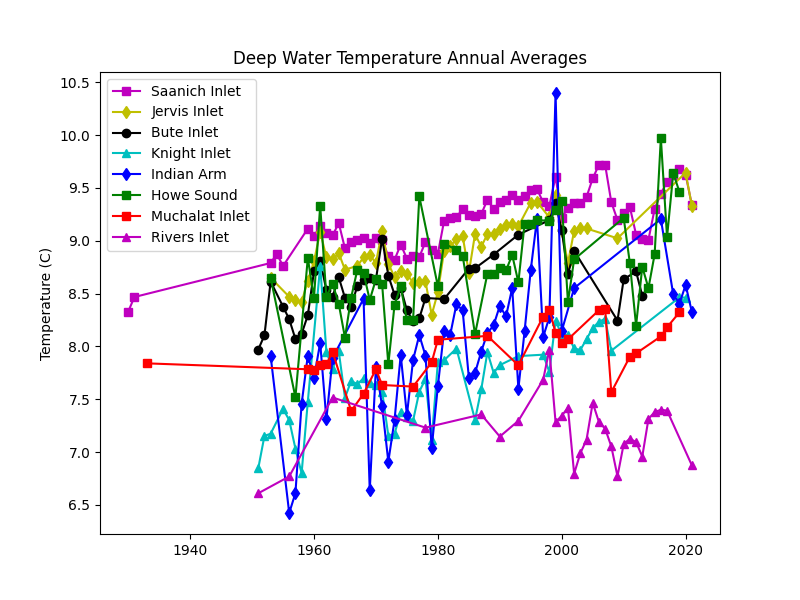 Deep Water Temperature Annual Averages
10.5
10.0
9.5
9.0
8.5
8.0
7.5
7.0
6.5
Temperature (C)
Saanich Inlet
Jervis Inlet
Bute Inlet
Knight Inlet
Indian Arm
Howe Sound
Muchalat Inlet
Rivers Inlet
1940
1960
1980
2000
2020